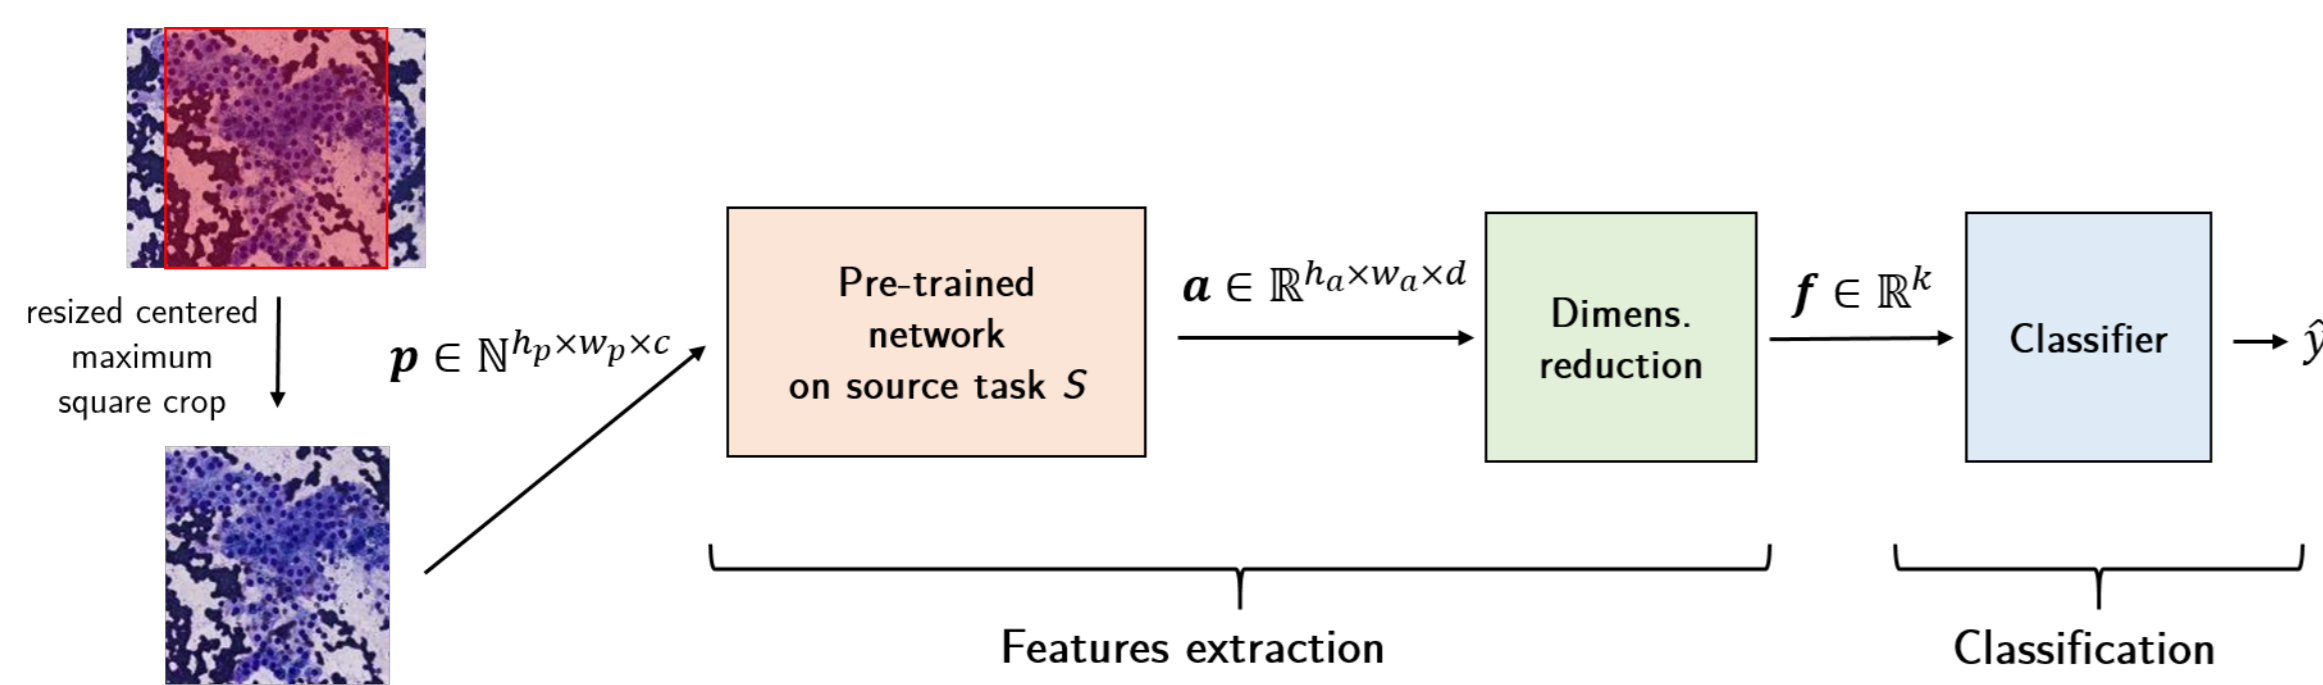 resized centered
maximum
square crop
𝒑 ∈ ℕ^{h_p×w_p×c}
Pre-trained
network
on source task S
𝒂 ∈ ℝ^{h_a×w_a×d}
Dimens.
reduction
𝒇 ∈ ℝ^k
Classifier
ŷ
Features extraction
Classification